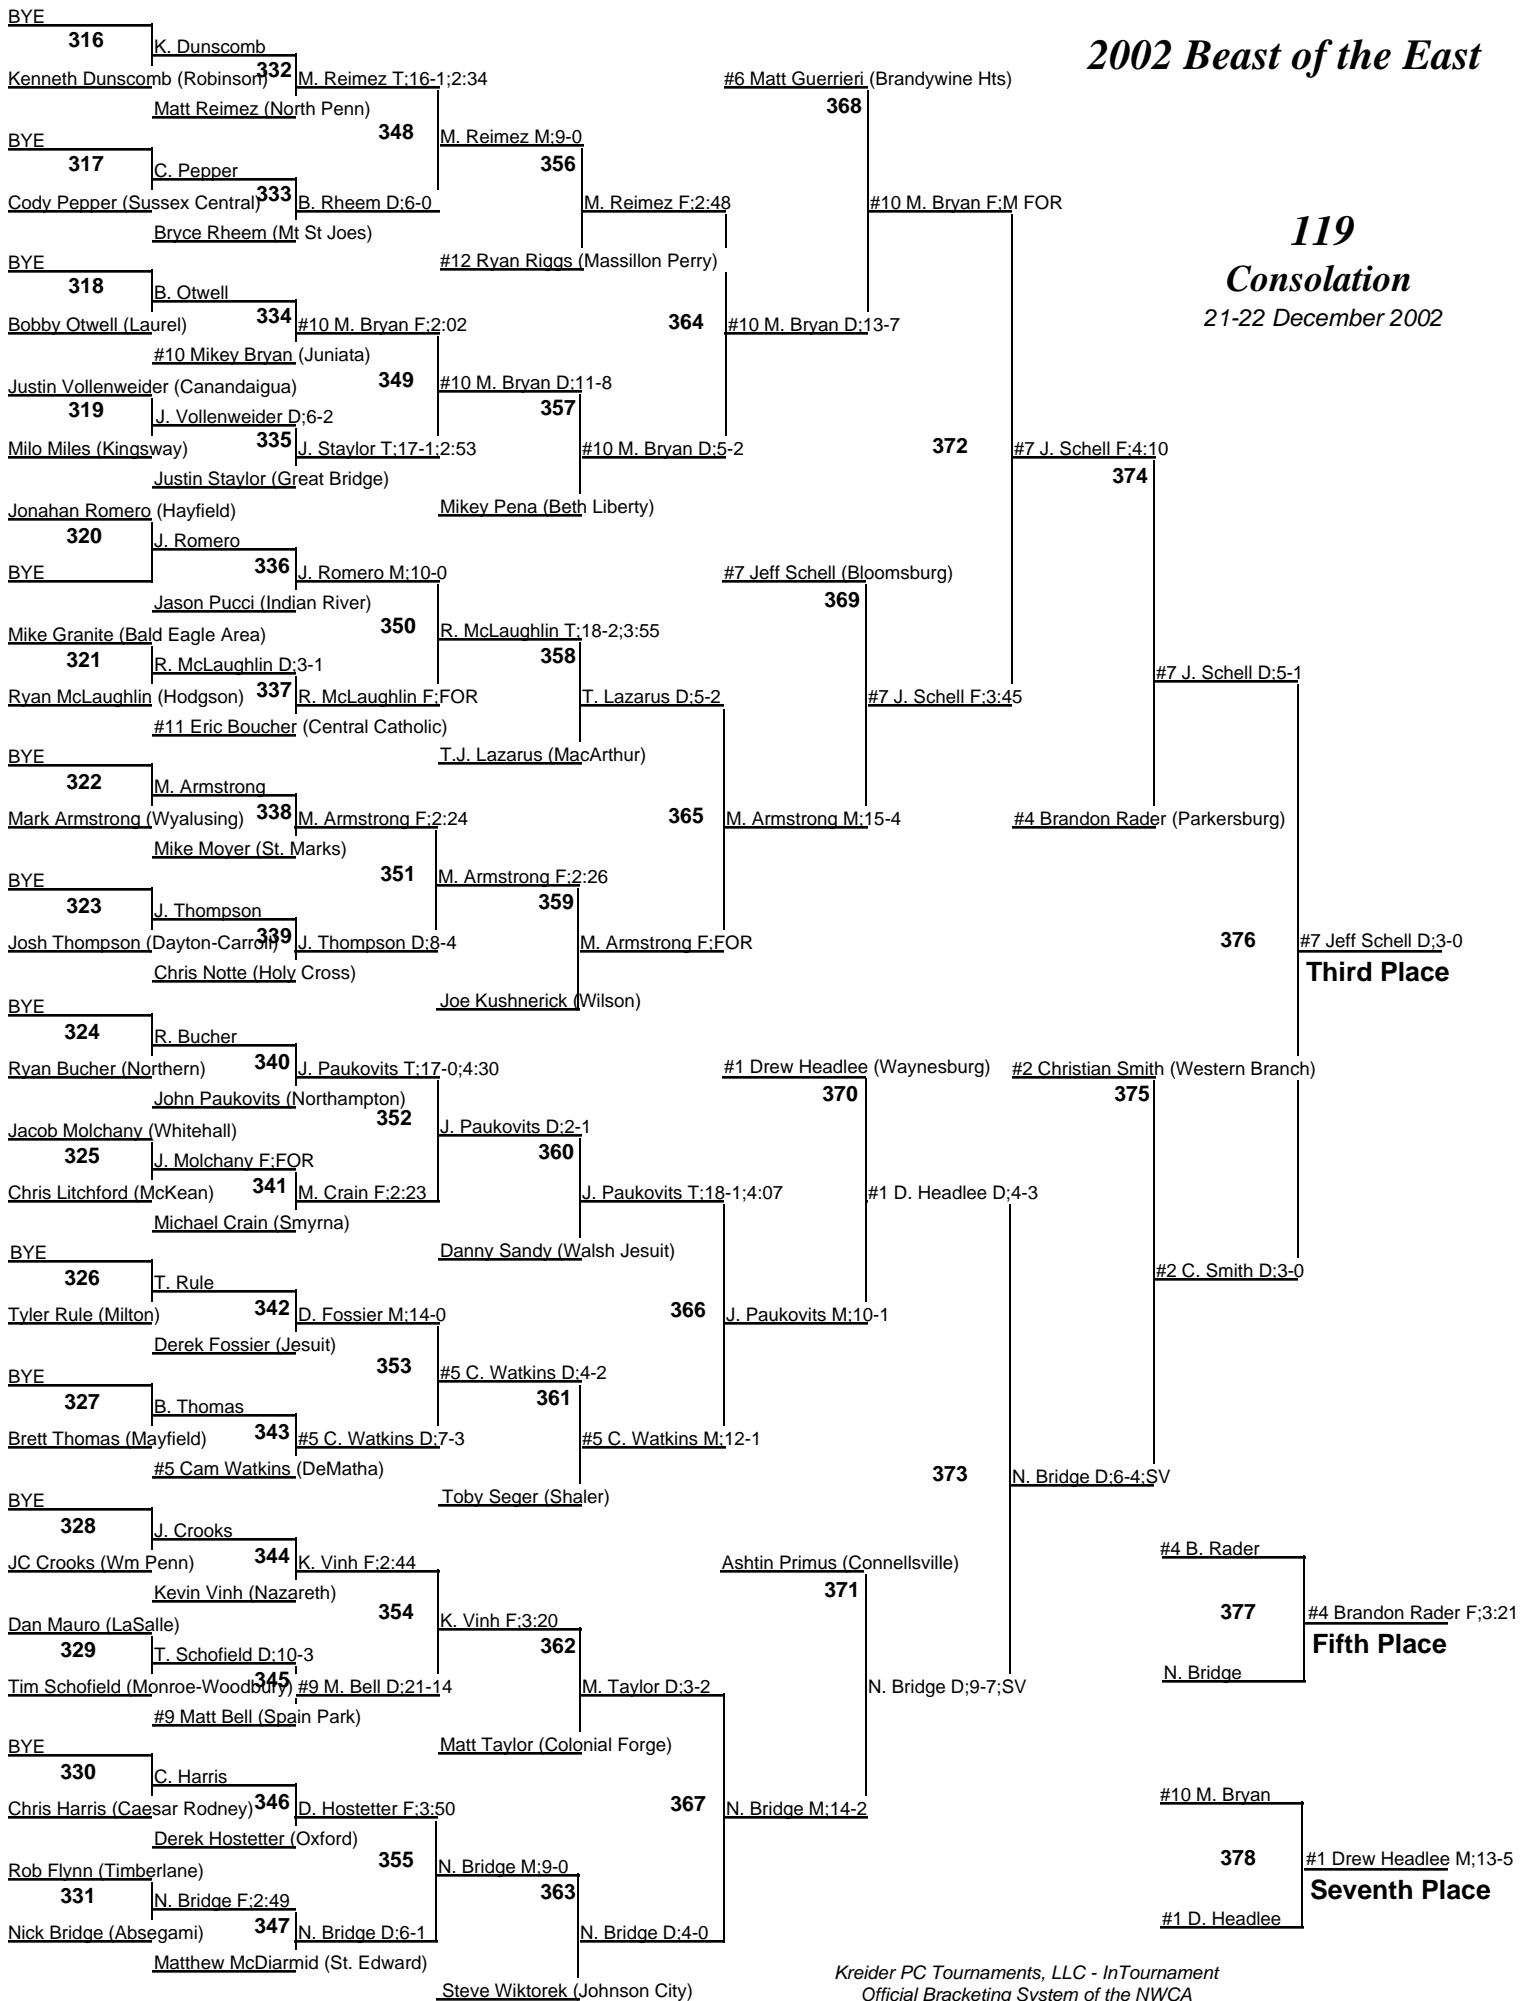 BYE
316
K. Dunscomb
Kenneth Dunscomb (Robinson)
332
M. Reimez T;16-1;2:34
Matt Reimez (North Penn)
348
BYE
317
C. Pepper
Cody Pepper (Sussex Central)
333
B. Rheem D;6-0
Bryce Rheem (Mt St Joes)
M. Reimez M;9-0
356
M. Reimez F;2:48
#12 Ryan Riggs (Massillon Perry)
BYE
318
B. Otwell
Bobby Otwell (Laurel)
334
#10 M. Bryan F;2:02
#10 Mikey Bryan (Juniata)
349
Justin Vollenweider (Canandaigua)
319
J. Vollenweider D;6-2
Milo Miles (Kingsway)
335
J. Staylor T;17-1;2:53
Justin Staylor (Great Bridge)
#10 M. Bryan D;11-8
357
#10 M. Bryan D;5-2
Mikey Pena (Beth Liberty)
364
#10 M. Bryan D;13-7
#6 Matt Guerrieri (Brandywine Hts)
368
#10 M. Bryan F;M FOR
2002 Beast of the East
119
Consolation
21-22 December 2002
Jonahan Romero (Hayfield)
320
J. Romero
BYE
336
J. Romero M;10-0
Jason Pucci (Indian River)
350
Mike Granite (Bald Eagle Area)
321
R. McLaughlin D;3-1
Ryan McLaughlin (Hodgson)
337
R. McLaughlin F;FOR
#11 Eric Boucher (Central Catholic)
R. McLaughlin T;18-2;3:55
358
T. Lazarus D;5-2
T.J. Lazarus (MacArthur)
BYE
322
M. Armstrong
Mark Armstrong (Wyalusing)
338
M. Armstrong F;2:24
Mike Moyer (St. Marks)
351
BYE
323
J. Thompson
Josh Thompson (Dayton-Carroll)
339
J. Thompson D;8-4
Chris Notte (Holy Cross)
M. Armstrong F;2:26
359
M. Armstrong F;FOR
Joe Kushnerick (Wilson)
365
M. Armstrong M;15-4
#7 Jeff Schell (Bloomsburg)
369
#7 J. Schell F;3:45
372
#7 J. Schell F;4:10
374
#7 J. Schell D;5-1
#4 Brandon Rader (Parkersburg)
376
#7 Jeff Schell D;3-0
Third Place
BYE
324
R. Bucher
Ryan Bucher (Northern)
340
J. Paukovits T;17-0;4:30
John Paukovits (Northampton)
352
Jacob Molchany (Whitehall)
325
J. Molchany F;FOR
Chris Litchford (McKean)
341
M. Crain F;2:23
Michael Crain (Smyrna)
J. Paukovits D;2-1
360
J. Paukovits T;18-1;4:07
Danny Sandy (Walsh Jesuit)
BYE
326
T. Rule
Tyler Rule (Milton)
342
D. Fossier M;14-0
Derek Fossier (Jesuit)
353
BYE
327
B. Thomas
Brett Thomas (Mayfield)
343
#5 C. Watkins D;7-3
#5 Cam Watkins (DeMatha)
#5 C. Watkins D;4-2
361
#5 C. Watkins M;12-1
Toby Seger (Shaler)
366
J. Paukovits M;10-1
#1 Drew Headlee (Waynesburg)
370
#1 D. Headlee D;4-3
#2 Christian Smith (Western Branch)
375
#2 C. Smith D;3-0
373
N. Bridge D;6-4;SV
BYE
328
J. Crooks
JC Crooks (Wm Penn)
344
K. Vinh F;2:44
Kevin Vinh (Nazareth)
354
Dan Mauro (LaSalle)
329
T. Schofield D;10-3
Tim Schofield (Monroe-Woodbury)
345
#9 M. Bell D;21-14
#9 Matt Bell (Spain Park)
K. Vinh F;3:20
362
M. Taylor D;3-2
Matt Taylor (Colonial Forge)
BYE
330
C. Harris
Chris Harris (Caesar Rodney)
346
D. Hostetter F;3:50
Derek Hostetter (Oxford)
355
Rob Flynn (Timberlane)
331
N. Bridge F;2:49
Nick Bridge (Absegami)
347
N. Bridge D;6-1
Matthew McDiarmid (St. Edward)
N. Bridge M;9-0
363
N. Bridge D;4-0
Steve Wiktorek (Johnson City)
367
N. Bridge M;14-2
Ashtin Primus (Connellsville)
371
N. Bridge D;9-7;SV
#4 B. Rader
377
#4 Brandon Rader F;3:21
Fifth Place
N. Bridge
#10 M. Bryan
378
#1 Drew Headlee M;13-5
Seventh Place
#1 D. Headlee
Kreider PC Tournaments, LLC - InTournament
Official Bracketing System of the NWCA